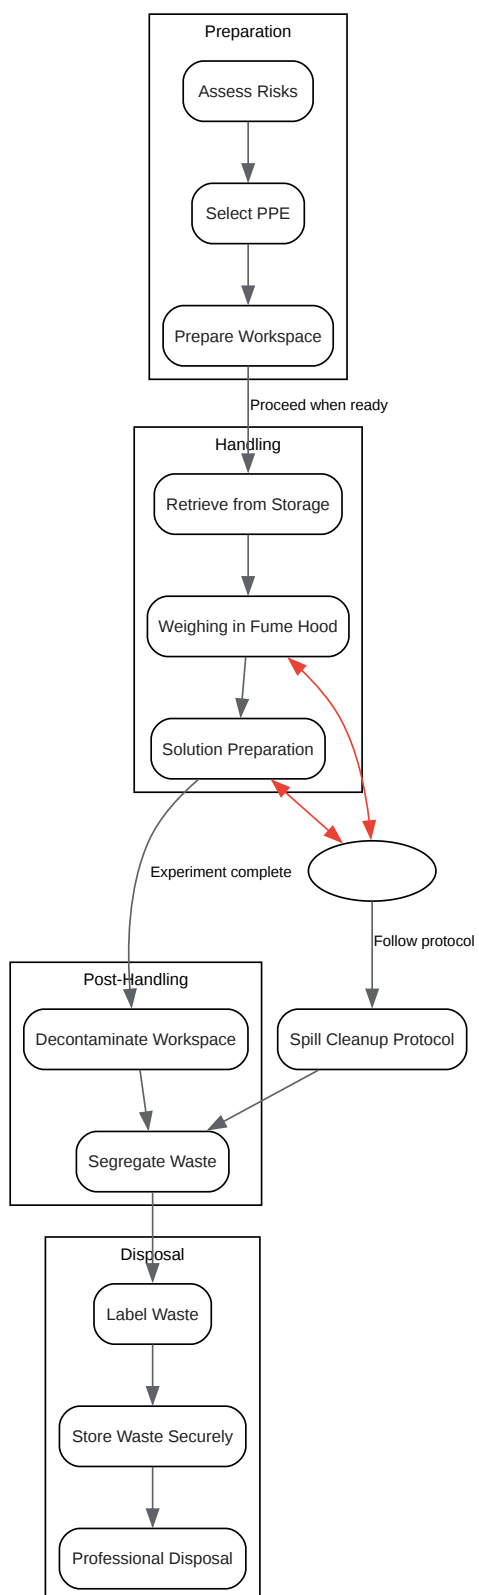 Preparation
Assess Risks
Select PPE
Prepare Workspace
Proceed when ready
Handling
Retrieve from Storage
Weighing in Fume Hood
Solution Preparation
Experiment complete
Follow protocol
Post-Handling
Decontaminate Workspace
Spill Cleanup Protocol
Segregate Waste
Disposal
Label Waste
Store Waste Securely
Professional Disposal